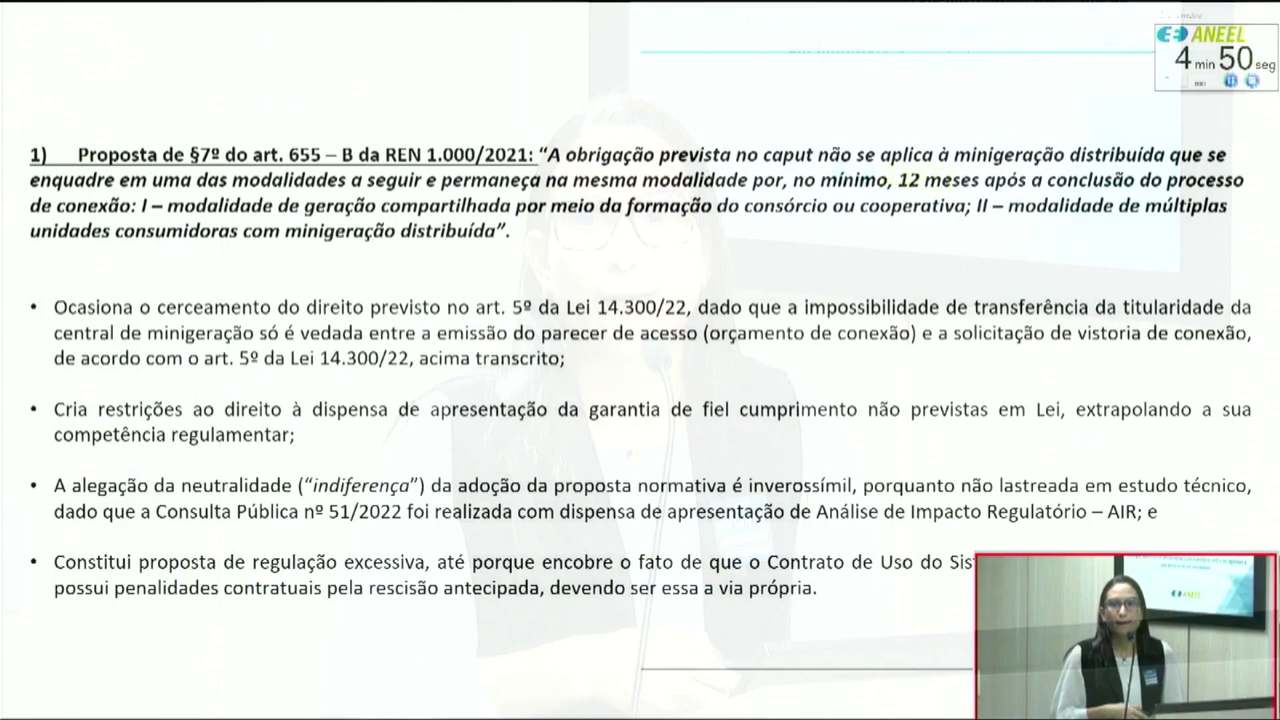 ANEEL
4 min 50 seg
1) Proposta de §7º do art. 655 – B da REN 1.000/2021: “A obrigação prevista no caput não se aplica à minigeração distribuída que se
enquadre em uma das modalidades a seguir e permaneça na mesma modalidade por, no mínimo, 12 meses após a conclusão do processo
de conexão: I – modalidade de geração compartilhada por meio da formação do consórcio ou cooperativa; II – modalidade de múltiplas
unidades consumidoras com minigeração distribuída”.
• Ocasiona o cerceamento do direito previsto no art. 5º da Lei 14.300/22, dado que a impossibilidade de transferência da titularidade da
central de minigeração só é vedada entre a emissão do parecer de acesso (orçamento de conexão) e a solicitação de vistoria de conexão,
de acordo com o art. 5º da Lei 14.300/22, acima transcrito;
• Cria restrições ao direito à dispensa de apresentação da garantia de fiel cumprimento não previstas em Lei, extrapolando a sua
competência regulamentar;
• A alegação da neutralidade (“indiferença”) da adoção da proposta normativa é inverossímil, porquanto não lastreada em estudo técnico,
dado que a Consulta Pública nº 51/2022 foi realizada com dispensa de apresentação de Análise de Impacto Regulatório – AIR; e
• Constitui proposta de regulação excessiva, até porque encobre o fato de que o Contrato de Uso do Sis
possui penalidades contratuais pela rescisão antecipada, devendo ser essa a via própria.
ANEEL